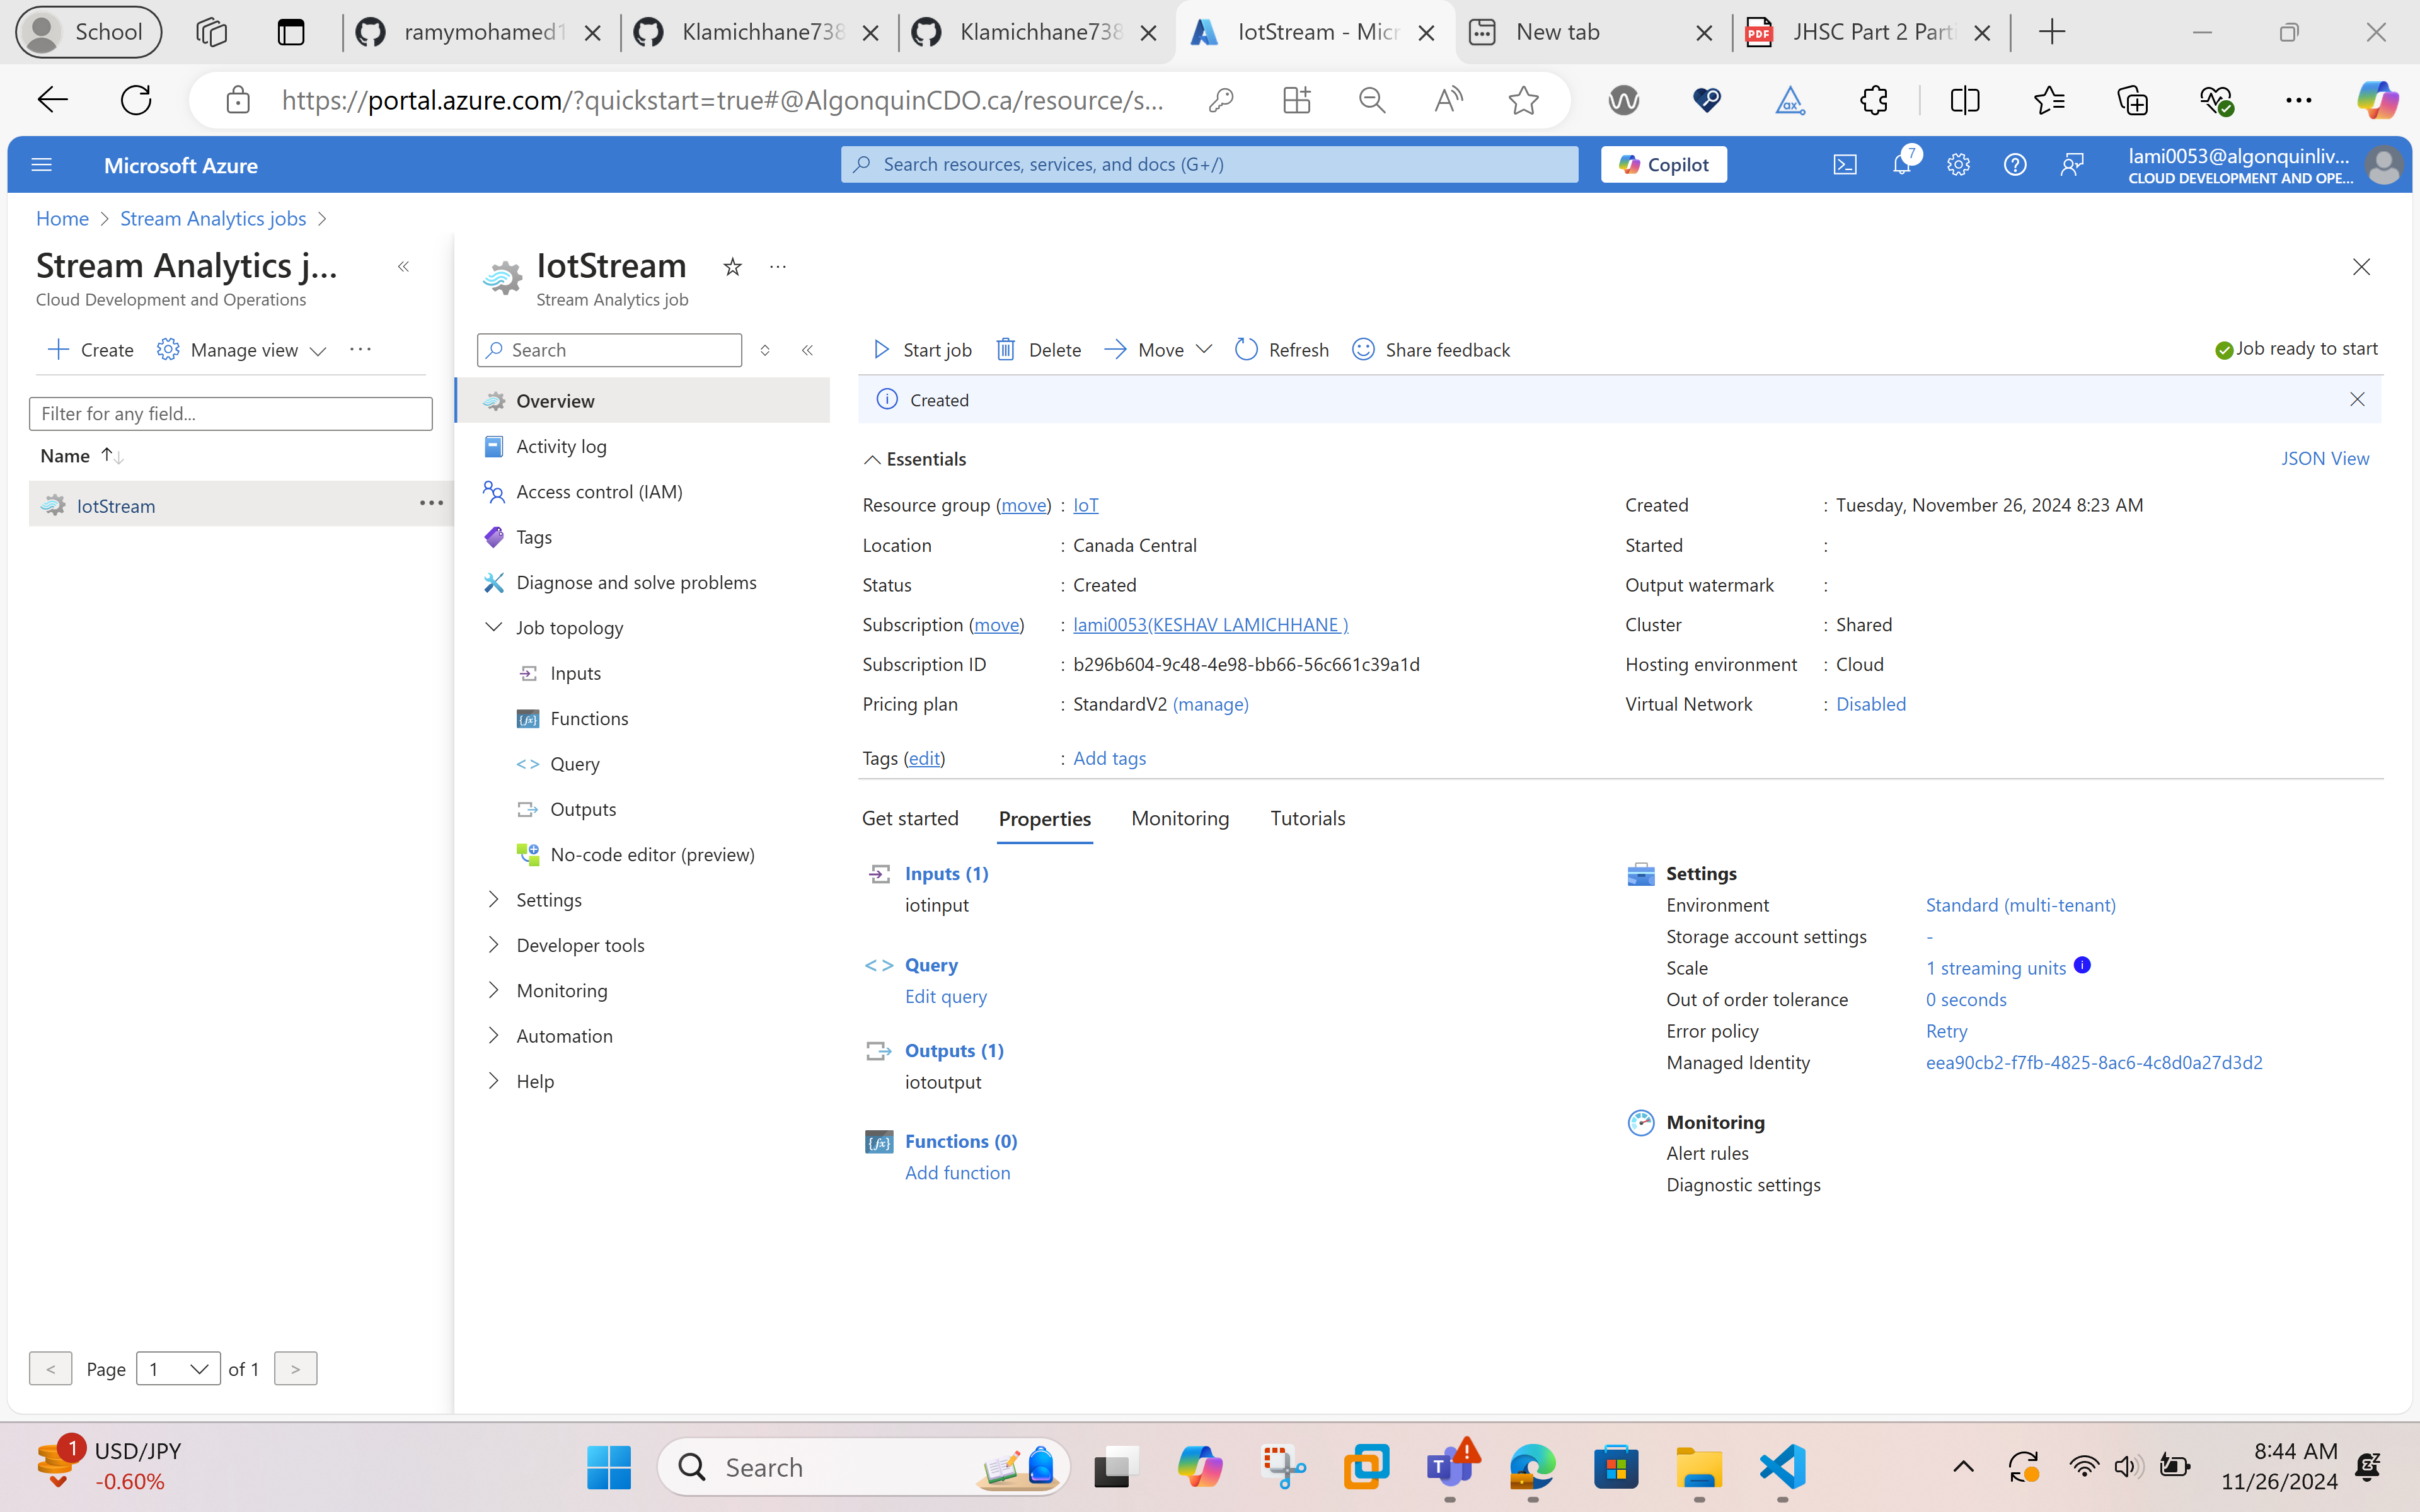 School
ramymohamed1
Klamichhane738
Klamichhane738
IotStream - Micr
New tab
JHSC Part 2 Parti
https://portal.azure.com/?quickstart=true#@AlgonquinCDO.ca/resource/s...
Microsoft Azure
Search resources, services, and docs (G+/)
Copilot
7
lami0053@algonquinliv...
CLOUD DEVELOPMENT AND OPE...
Home > Stream Analytics jobs >
Stream Analytics j...
Cloud Development and Operations
Create
Manage view
Filter for any field...
Name
IotStream
Page 1 of 1
IotStream
Stream Analytics job
Search
Overview
Activity log
Access control (IAM)
Tags
Diagnose and solve problems
Job topology
Inputs
Functions
Query
Outputs
No-code editor (preview)
Settings
Developer tools
Monitoring
Automation
Help
Start job
Delete
Move
Refresh
Share feedback
Job ready to start
Created
Essentials
JSON View
Resource group (move) : IoT
Location : Canada Central
Status : Created
Subscription (move) : lami0053(KESHAV LAMICHHANE )
Subscription ID : b296b604-9c48-4e98-bb66-56c661c39a1d
Pricing plan : StandardV2 (manage)
Tags (edit) : Add tags
Created : Tuesday, November 26, 2024 8:23 AM
Started :
Output watermark :
Cluster : Shared
Hosting environment : Cloud
Virtual Network : Disabled
Get started
Properties
Monitoring
Tutorials
Inputs (1)
iotinput
Query
Edit query
Outputs (1)
iotoutput
Functions (0)
Add function
Settings
Environment Standard (multi-tenant)
Storage account settings -
Scale 1 streaming units
Out of order tolerance 0 seconds
Error policy Retry
Managed Identity eea90cb2-f7fb-4825-8ac6-4c8d0a27d3d2
Monitoring
Alert rules
Diagnostic settings
1
USD/JPY
-0.60%
Search
8:44 AM
11/26/2024